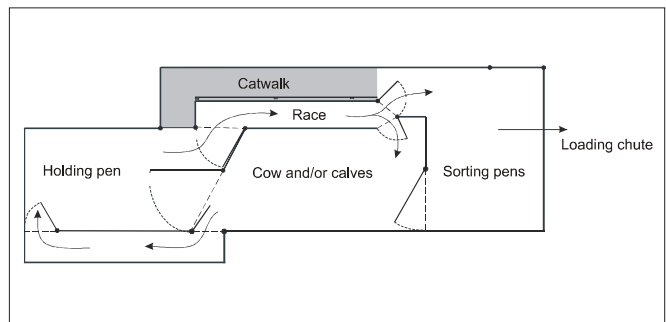 Catwalk
Race
Loading chute
Holding pen
Cow and/or calves
Sorting pens